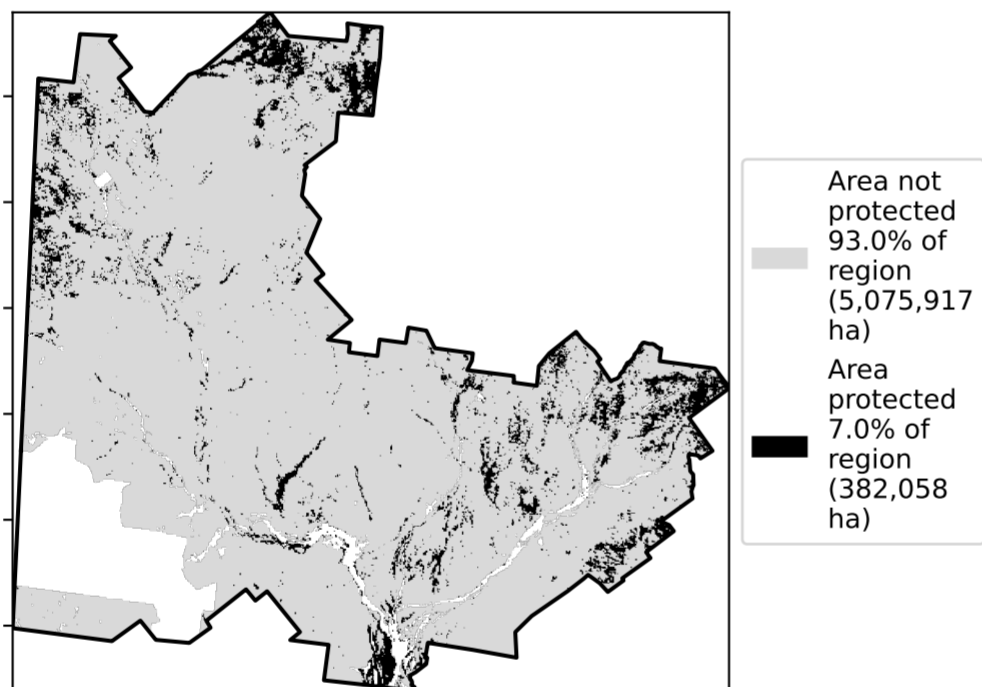 Area not
protected
93.0% of
region
(5,075,917
ha)
Area
protected
7.0% of
region
(382,058
ha)